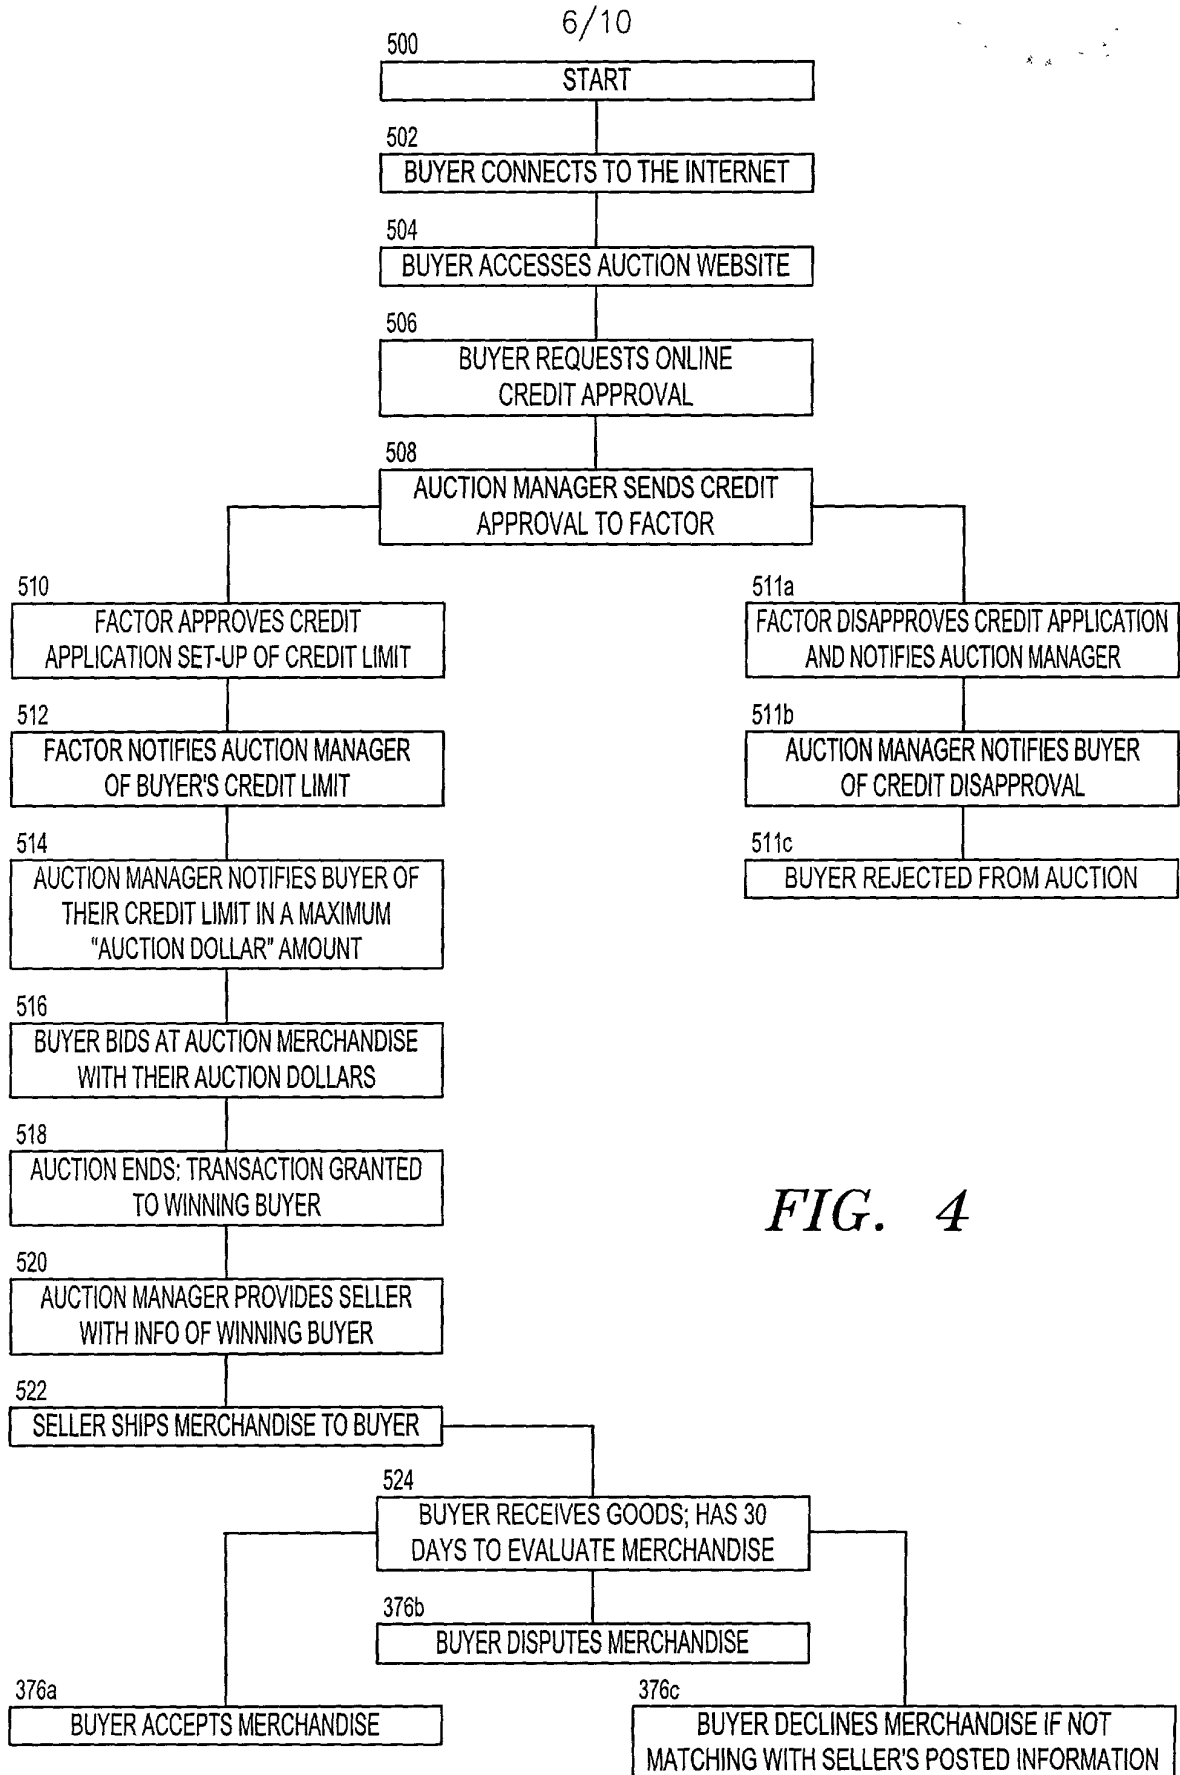 6/10
500
START
502
BUYER CONNECTS TO THE INTERNET
504
BUYER ACCESSES AUCTION WEBSITE
506
BUYER REQUESTS ONLINE
CREDIT APPROVAL
508
AUCTION MANAGER SENDS CREDIT
APPROVAL TO FACTOR
510
FACTOR APPROVES CREDIT
APPLICATION SET-UP OF CREDIT LIMIT
512
FACTOR NOTIFIES AUCTION MANAGER
OF BUYER'S CREDIT LIMIT
514
AUCTION MANAGER NOTIFIES BUYER OF
THEIR CREDIT LIMIT IN A MAXIMUM
"AUCTION DOLLAR" AMOUNT
516
BUYER BIDS AT AUCTION MERCHANDISE
WITH THEIR AUCTION DOLLARS
518
AUCTION ENDS; TRANSACTION GRANTED
TO WINNING BUYER
520
AUCTION MANAGER PROVIDES SELLER
WITH INFO OF WINNING BUYER
522
SELLER SHIPS MERCHANDISE TO BUYER
511a
FACTOR DISAPPROVES CREDIT APPLICATION
AND NOTIFIES AUCTION MANAGER
511b
AUCTION MANAGER NOTIFIES BUYER
OF CREDIT DISAPPROVAL
511c
BUYER REJECTED FROM AUCTION
FIG. 4
524
BUYER RECEIVES GOODS; HAS 30
DAYS TO EVALUATE MERCHANDISE
376b
BUYER DISPUTES MERCHANDISE
376a
BUYER ACCEPTS MERCHANDISE
376c
BUYER DECLINES MERCHANDISE IF NOT
MATCHING WITH SELLER'S POSTED INFORMATION